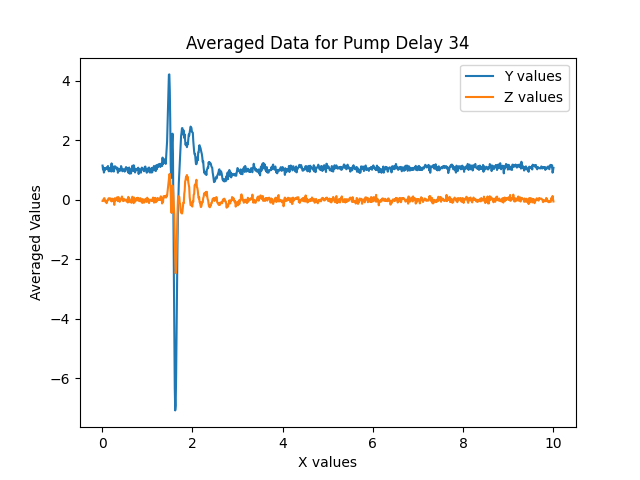 Averaged Data for Pump Delay 34
Y values
Z values
Averaged Values
4
2
0
−2
−4
−6
0
2
4
6
8
10
X values